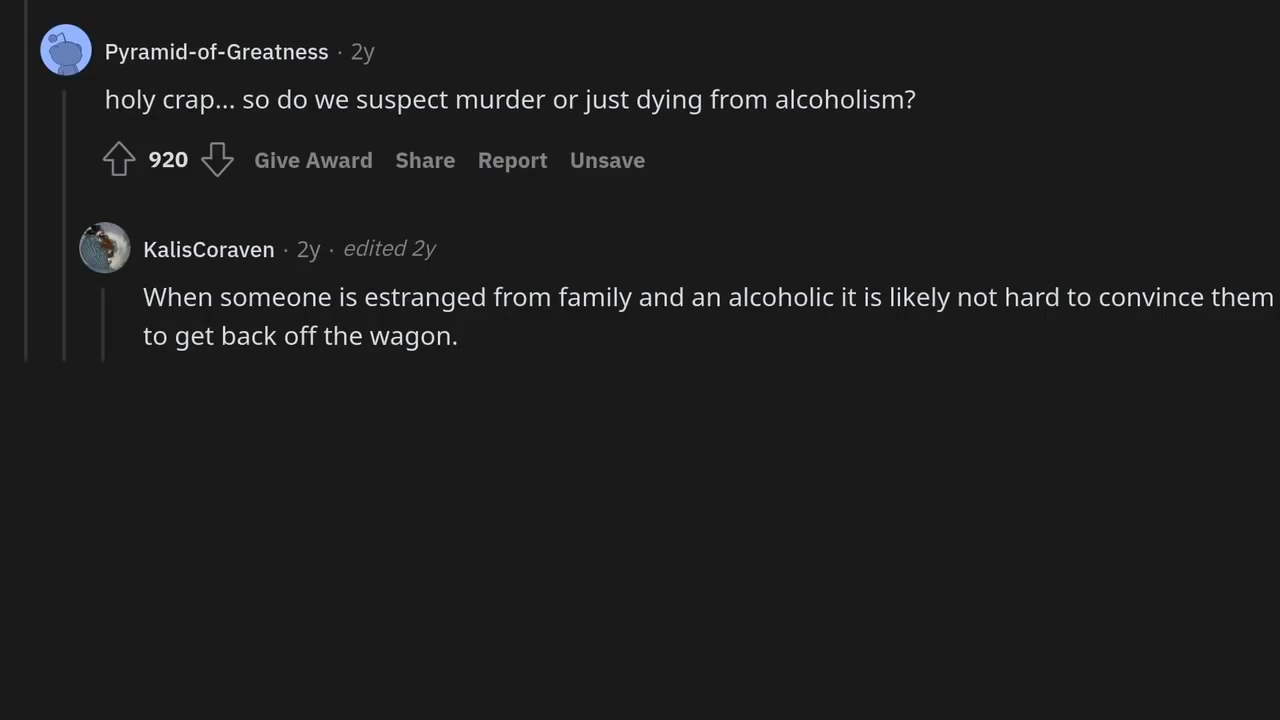 Pyramid-of-Greatness · 2y
holy crap... so do we suspect murder or just dying from alcoholism?
920 Give Award Share Report Unsave
KalisCoraven · 2y · edited 2y
When someone is estranged from family and an alcoholic it is likely not hard to convince them
to get back off the wagon.